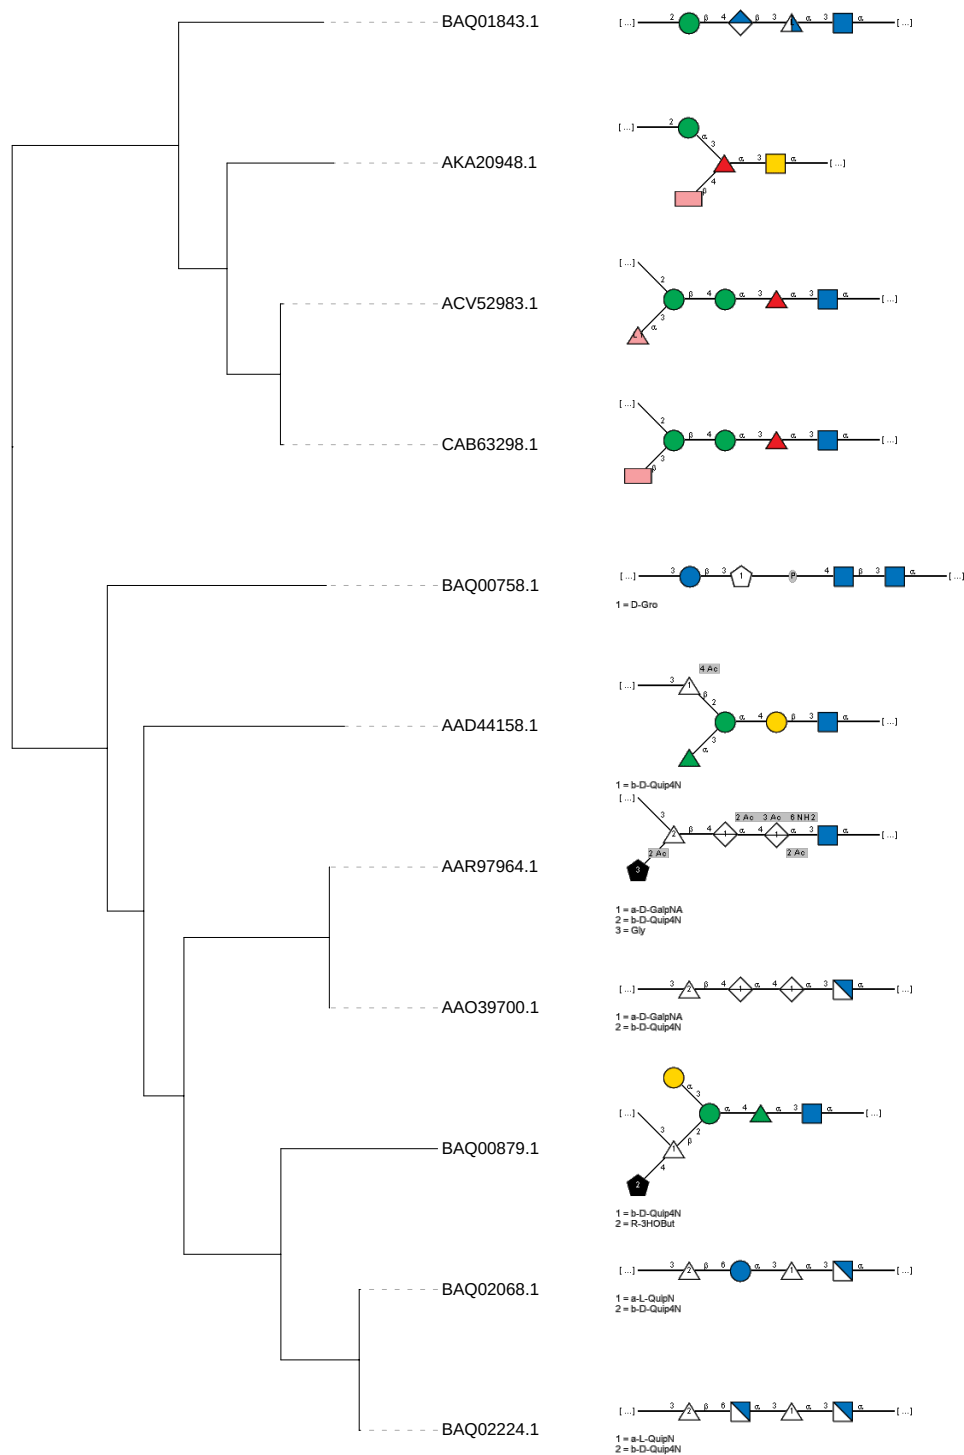 BAQ01843.1 [...] 2 β 4 β 3 α 3 α [...]
[...] 2 α 3
AKA20948.1 α 3 α [...]
4 β
[...] 2
ACV52983.1 β 4 α 3 α 3 α [...]
3 α
[...] 2
CAB63298.1 β 4 α 3 α 3 α [...]
3 β
BAQ00758.1 [...] 3 β 3 1 P 4 β 3 α [...]
1 = D-Gro
4 Ac
[...] 3 1 β 2
AAD44158.1 α 4 β 3 α [...]
3 α
1 = b-D-Quip4N
[...] 3
2 Ac 3 Ac 6 NH2
2 β 4 1 α 4 1 α 3 α [...]
2 Ac 2 Ac
AAR97964.1 3
1 = a-D-GalpNA
2 = b-D-Quip4N
3 = Gly
[...] 3 2 β 4 1 α 4 1 α 3 α [...]
AAO39700.1
1 = a-D-GalpNA
2 = b-D-Quip4N
α 3
[...] 3 α 4 α 3 α [...]
BAQ00879.1 1 β 2
4
2
1 = b-D-Quip4N
2 = R-3HOBut
[...] 3 2 β 6 α 3 1 α 3 α [...]
BAQ02068.1
1 = a-L-QuipN
2 = b-D-Quip4N
[...] 3 2 β 6 α 3 1 α 3 α [...]
BAQ02224.1
1 = a-L-QuipN
2 = b-D-Quip4N